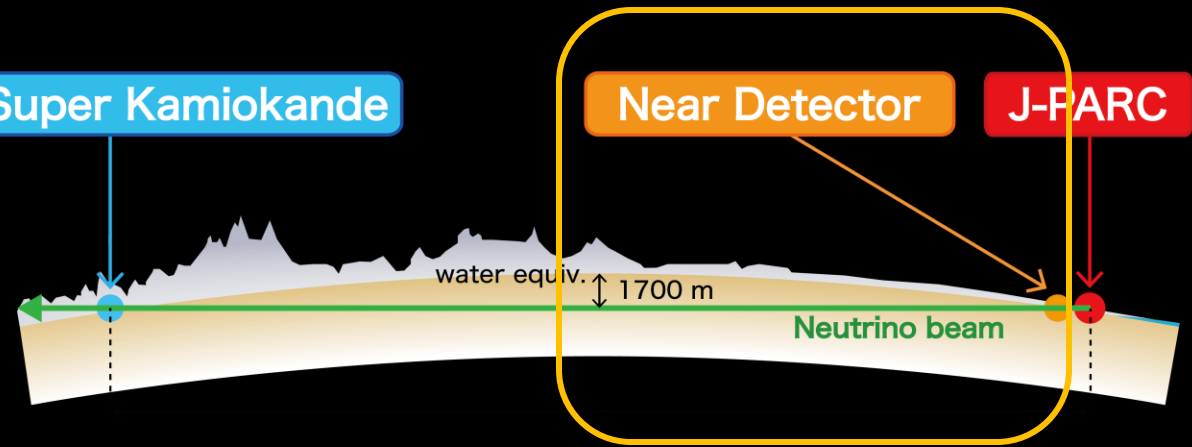 Super Kamiokande
Near Detector
J-PARC
water equiv.
1700 m
Neutrino beam